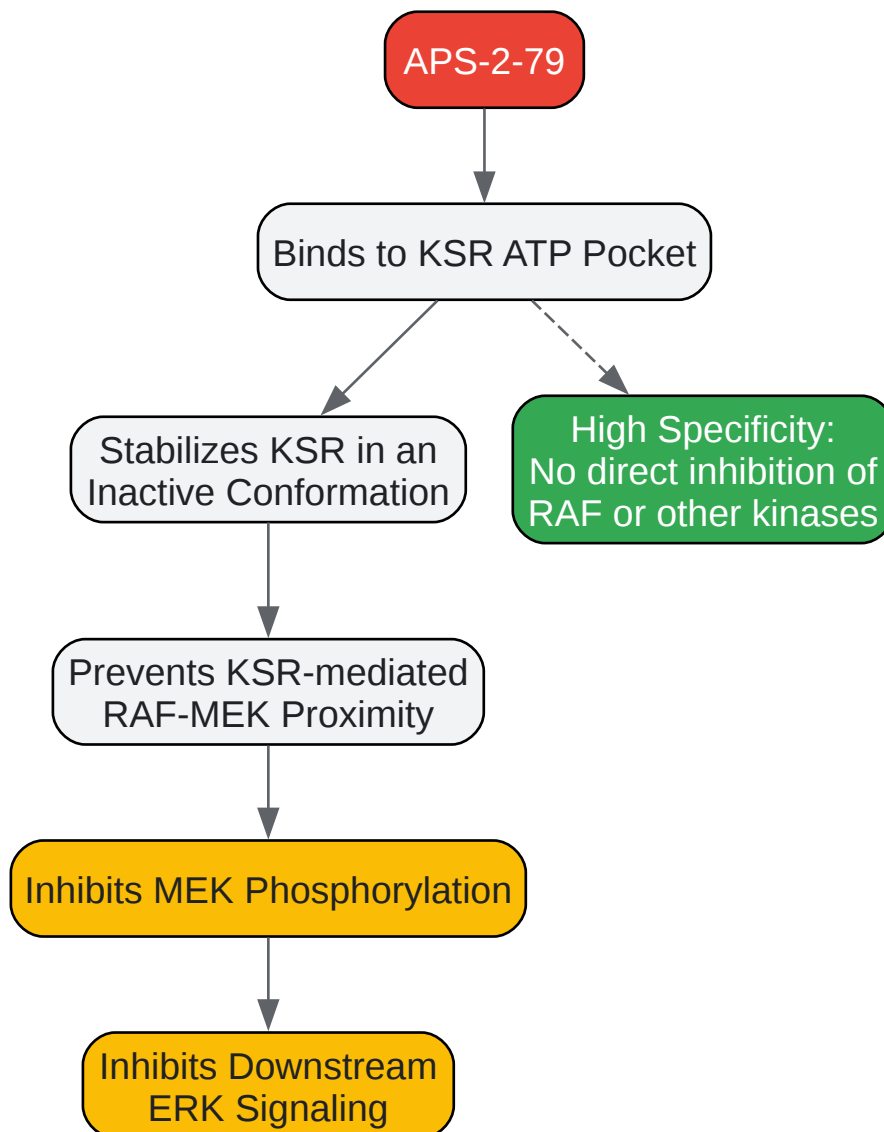 APS-2-79
Binds to KSR ATP Pocket
Stabilizes KSR in an
Inactive Conformation
High Specificity:
No direct inhibition of
RAF or other kinases
Prevents KSR-mediated
RAF-MEK Proximity
Inhibits MEK Phosphorylation
Inhibits Downstream
ERK Signaling